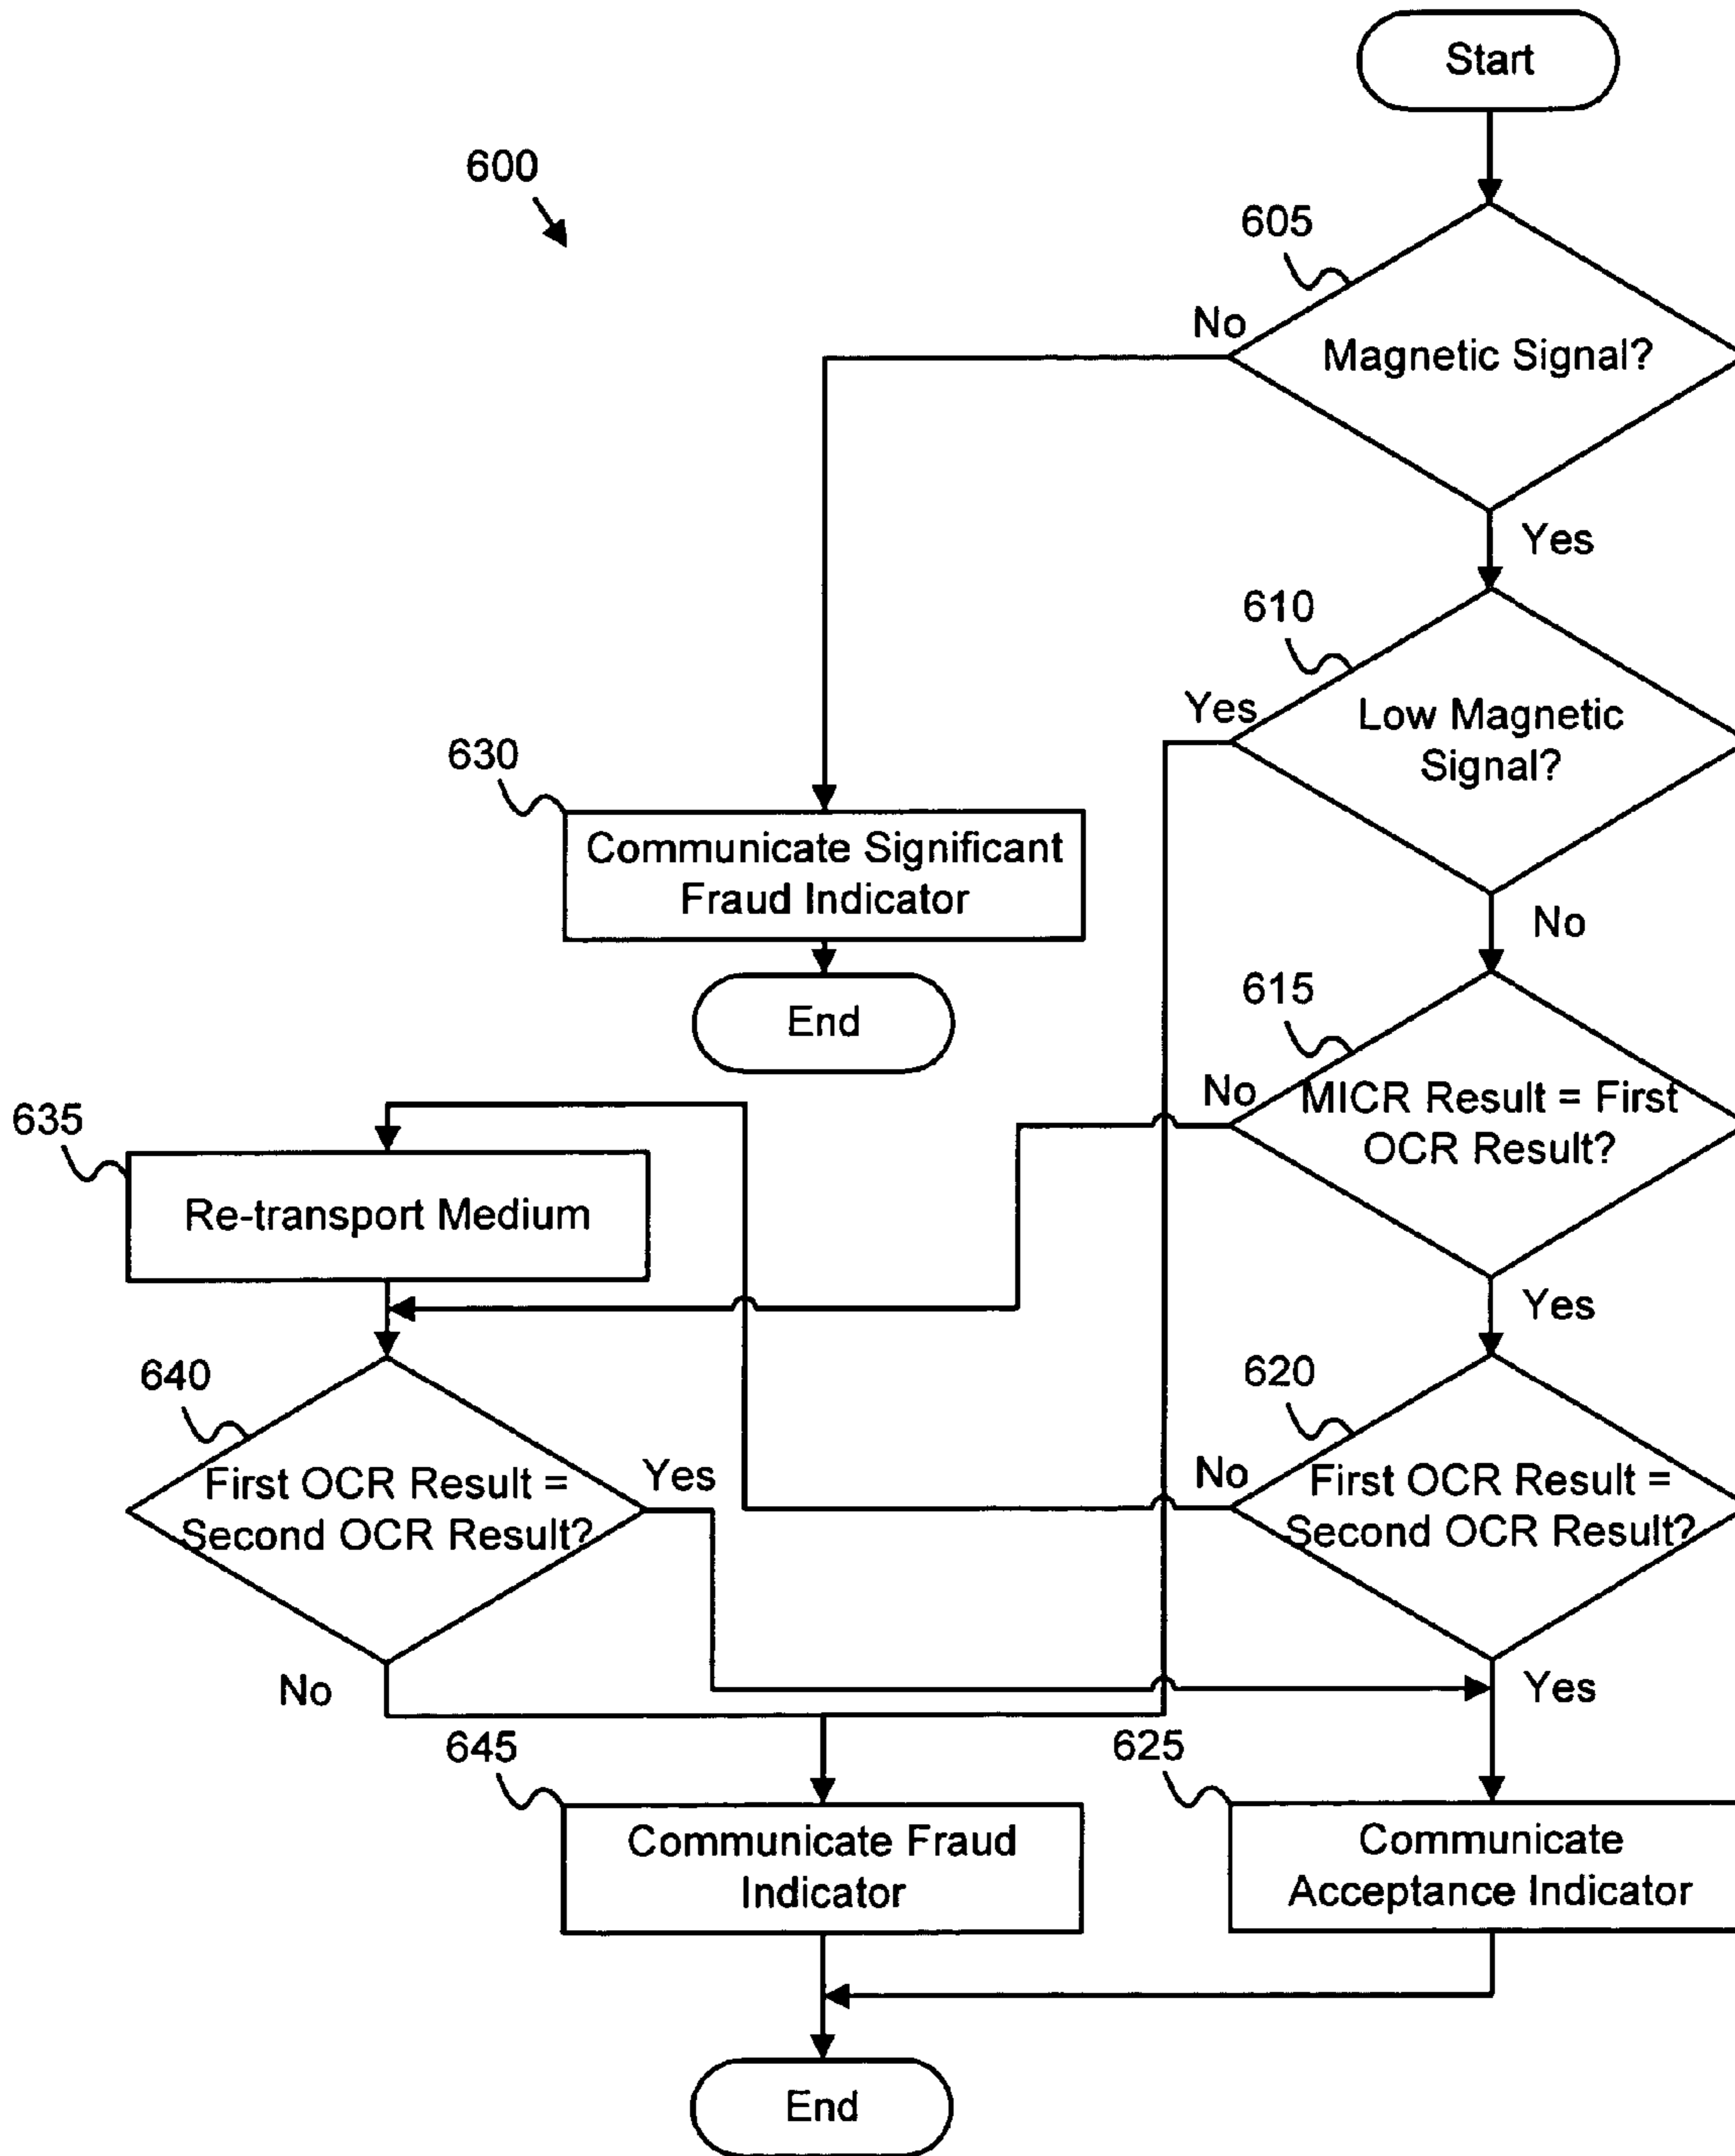 Start
600
605
No
Magnetic Signal?
Yes
610
Yes
Low Magnetic
Signal?
630
Communicate Significant
Fraud Indicator
No
End
615
No
MICR Result = First
OCR Result?
635
Re-transport Medium
Yes
640
First OCR Result =
Second OCR Result?
Yes
620
No
First OCR Result =
Second OCR Result?
No
Yes
645
Communicate Fraud
Indicator
625
Communicate
Acceptance Indicator
End